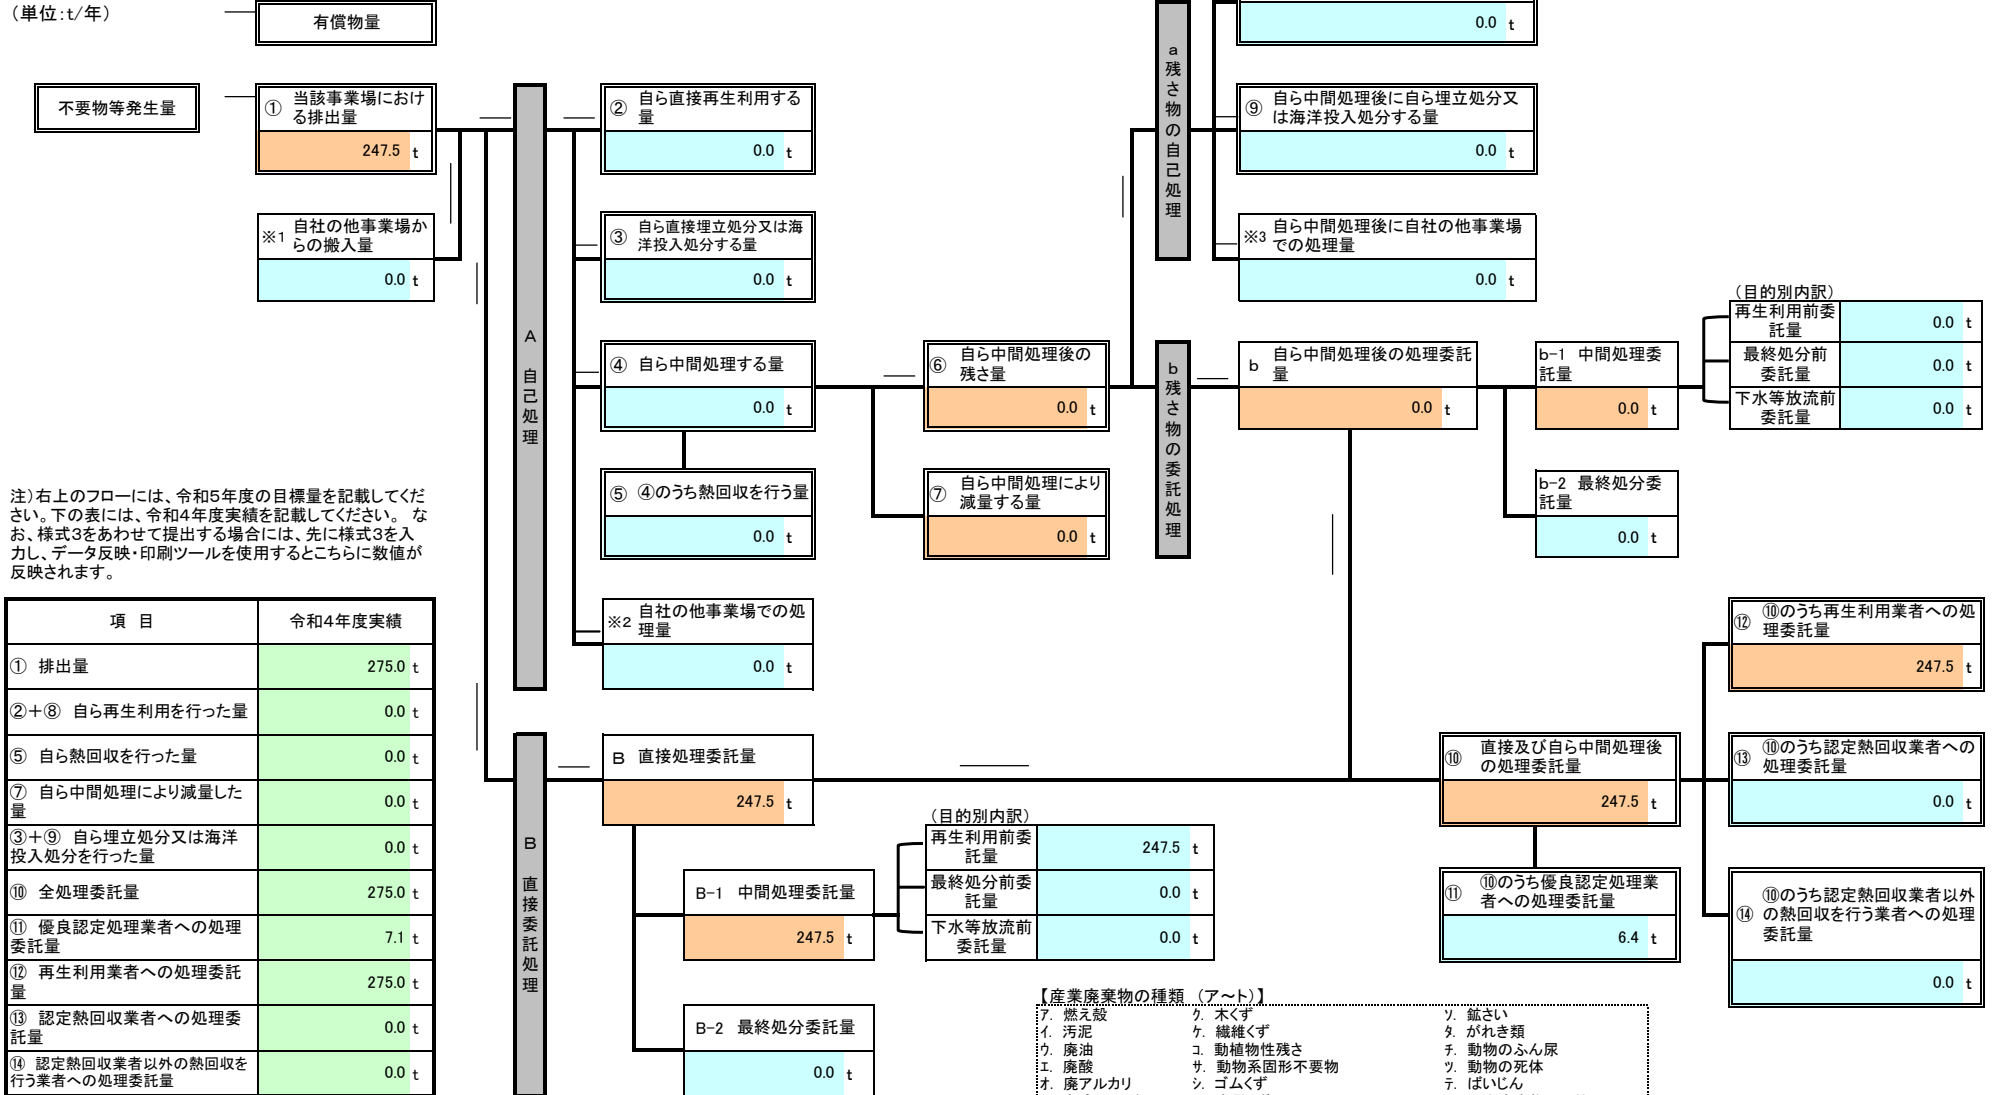 （単位：t/年）
有償物量
不要物等発生量
① 当該事業場におけ
る排出量
247.5 t
※1 自社の他事業場か
らの搬入量
0.0 t
A 自己処理
② 自ら直接再生利用する
量
0.0 t
③ 自ら直接埋立処分又は海
洋投入処分する量
0.0 t
④ 自ら中間処理する量
0.0 t
⑤ ④のうち熱回収を行う量
0.0 t
※2 自社の他事業場での処
理量
0.0 t
⑥ 自ら中間処理後の
残さ量
0.0 t
⑦ 自ら中間処理により
減量する量
0.0 t
a 残さ物の自己処理
0.0 t
⑨ 自ら中間処理後に自ら埋立処分又
は海洋投入処分する量
0.0 t
※3 自ら中間処理後に自社の他事業場
での処理量
0.0 t
b 残さ物の委託処理
b 自ら中間処理後の処理委託
量
0.0 t
b-1 中間処理委
託量
0.0 t
b-2 最終処分委
託量
0.0 t
（目的別内訳）
再生利用前委
託量 0.0 t
最終処分前
委託量 0.0 t
下水等放流前
委託量 0.0 t
注）右上のフローには、令和5年度の目標量を記載してくだ
さい。下の表には、令和4年度実績を記載してください。 な
お、様式3をあわせて提出する場合には、先に様式3を入
力し、データ反映・印刷ツールを使用するとこちらに数値が
反映されます。
項 目 令和4年度実績
① 排出量 275.0 t
②＋⑧ 自ら再生利用を行った量 0.0 t
⑤ 自ら熱回収を行った量 0.0 t
⑦ 自ら中間処理により減量した
量 0.0 t
③＋⑨ 自ら埋立処分又は海洋
投入処分を行った量 0.0 t
⑩ 全処理委託量 275.0 t
⑪ 優良認定処理業者への処理
委託量 7.1 t
⑫ 再生利用業者への処理委託
量 275.0 t
⑬ 認定熱回収業者への処理委
託量 0.0 t
⑭ 認定熱回収業者以外の熱回収を
行う業者への処理委託量 0.0 t
B 直接委託処理
B 直接処理委託量
247.5 t
B-1 中間処理委託量
247.5 t
B-2 最終処分委託量
0.0 t
（目的別内訳）
再生利用前委
託量 247.5 t
最終処分前委
託量 0.0 t
下水等放流前
委託量 0.0 t
⑩ 直接及び自ら中間処理後
の処理委託量
247.5 t
⑪ ⑩のうち優良認定処理業
者への処理委託量
6.4 t
⑫ ⑩のうち再生利用業者への処
理委託量
247.5 t
⑬ ⑩のうち認定熱回収業者への
処理委託量
0.0 t
⑭ ⑩のうち認定熱回収業者以外
の熱回収を行う業者への処理
委託量
0.0 t
【産業廃棄物の種類 （ア～ト）】
ア. 燃え殻 ク. 木くず ソ. 鉱さい
イ. 汚泥 ケ. 繊維くず タ. がれき類
ウ. 廃油 コ. 動植物性残さ チ. 動物のふん尿
エ. 廃酸 サ. 動物系固形不要物 ツ. 動物の死体
オ. 廃アルカリ シ. ゴムくず テ. ばいじん